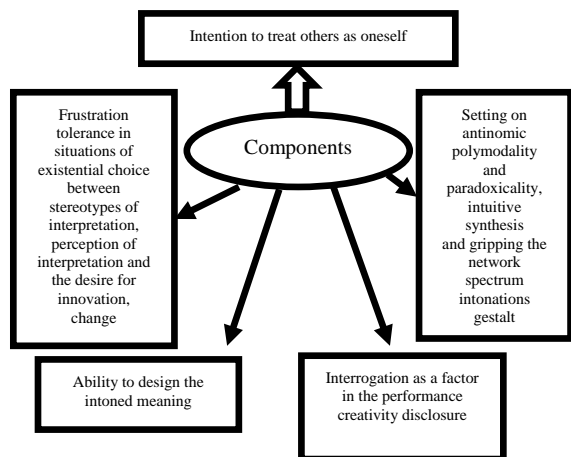 Intention to treat others as oneself
Components
Frustration
tolerance in
situations of
existential choice
between
stereotypes of
interpretation,
perception of
interpretation and
the desire for
innovation,
change
Setting on
antinomic
polymodality
and
paradoxicality,
intuitive
synthesis
and gripping the
network
spectrum
intonations
gestalt
Ability to design the
intoned meaning
Interrogation as a factor
in the performance
creativity disclosure